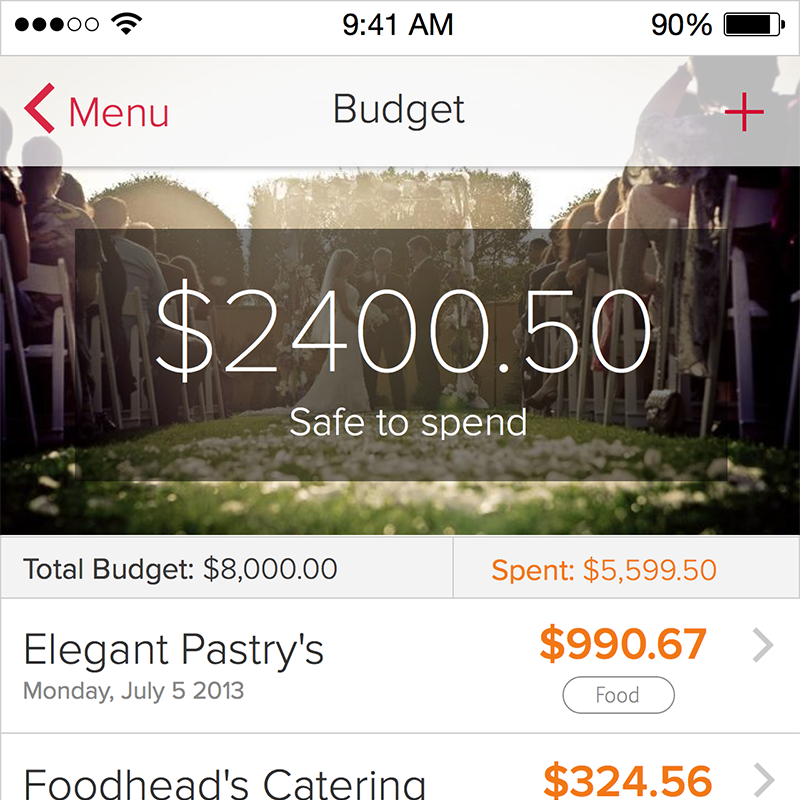 9:41 AM 90%
Menu Budget +
$2400.50
Safe to spend
Total Budget: $8,000.00 Spent: $5,599.50
Elegant Pastry's $990.67
Monday, July 5 2013 Food
Foodhead's Catering $324.56